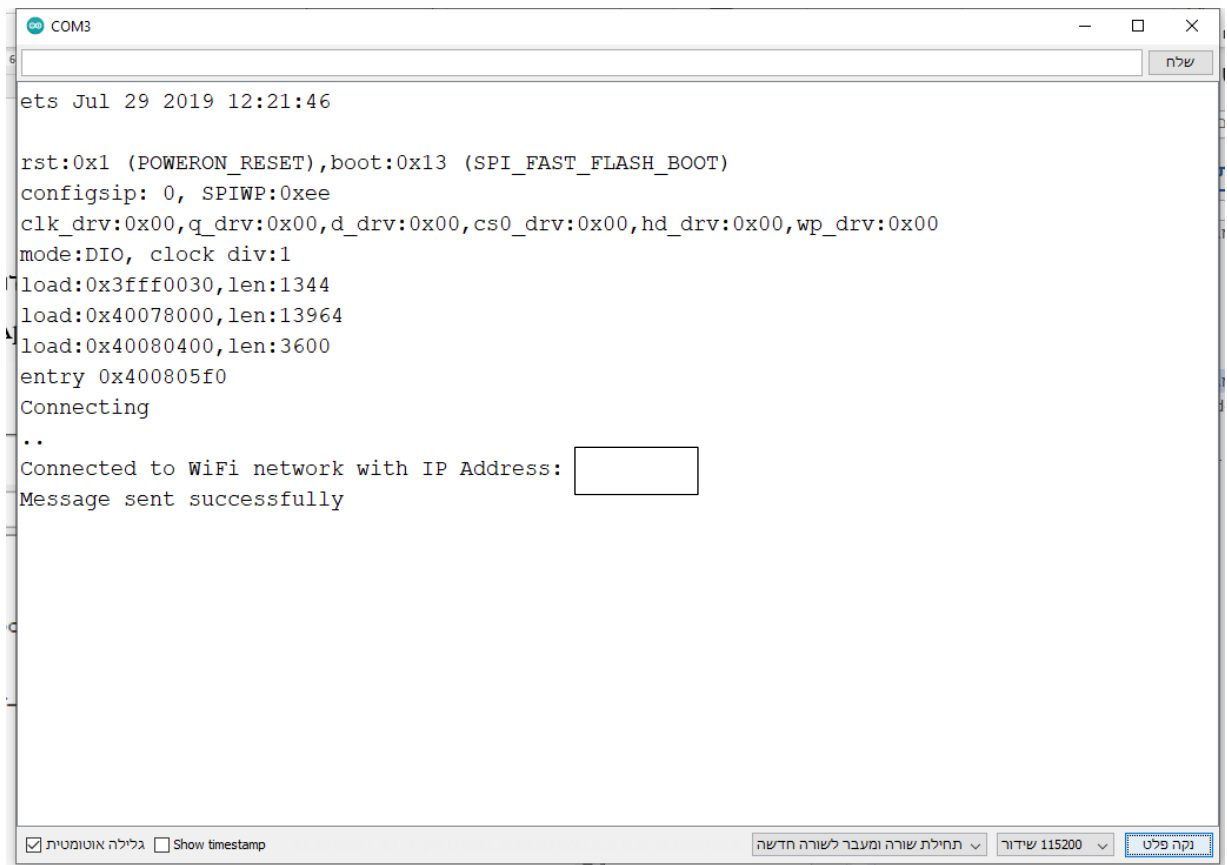 COM3
שלח
ets Jul 29 2019 12:21:46
rst:0x1 (POWERON_RESET),boot:0x13 (SPI_FAST_FLASH_BOOT)
configsip: 0, SPIWP:0xee
clk_drv:0x00,q_drv:0x00,d_drv:0x00,cs0_drv:0x00,hd_drv:0x00,wp_drv:0x00
mode:DIO, clock div:1
load:0x3fff0030,len:1344
load:0x40078000,len:13964
load:0x40080400,len:3600
entry 0x400805f0
Connecting
..
Connected to WiFi network with IP Address:
Message sent successfully
גלילה אוטומטית Show timestamp תחילת שורה ומעבר לשורה חדשה 115200 שידור נקה פלט